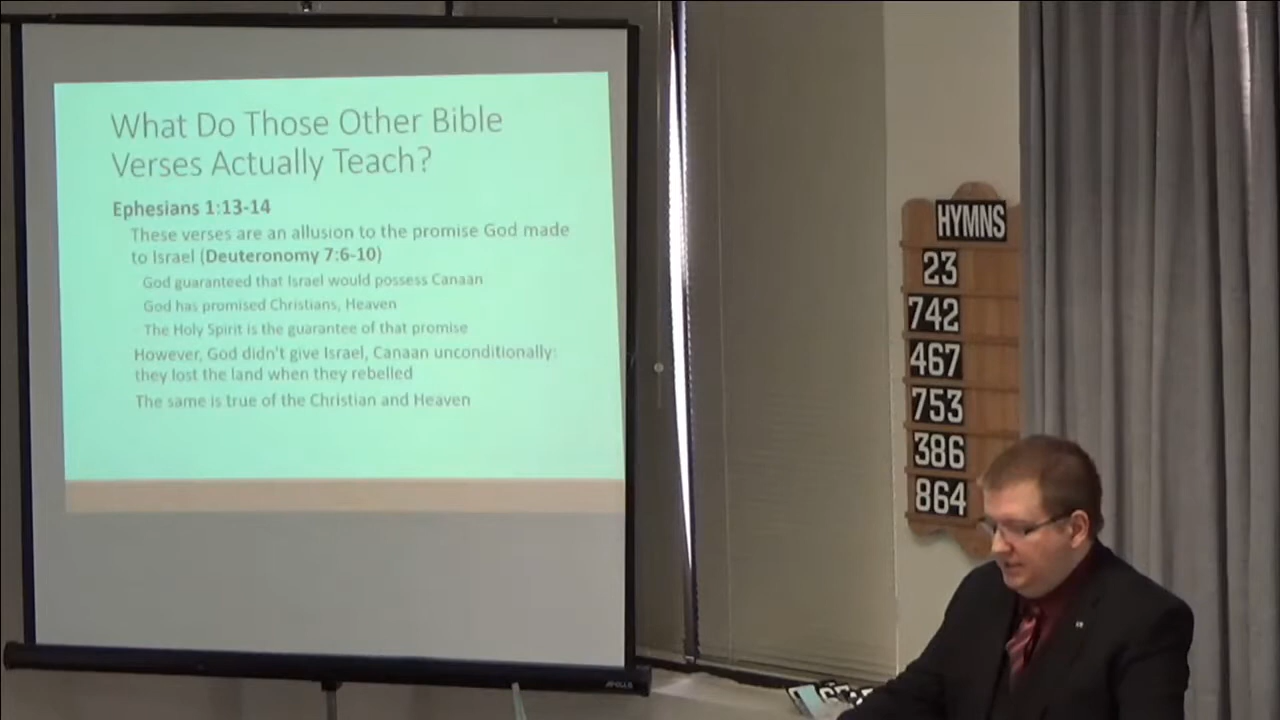 What Do Those Other Bible
Verses Actually Teach?
Ephesians 1:13-14
These verses are an allusion to the promise God made
to Israel (Deuteronomy 7:6-10)
God guaranteed that Israel would possess Canaan
God has promised Christians, Heaven
The Holy Spirit is the guarantee of that promise
However, God didn't give Israel, Canaan unconditionally:
they lost the land when they rebelled
The same is true of the Christian and Heaven
HYMNS
23
742
467
753
386
864
APOLLO